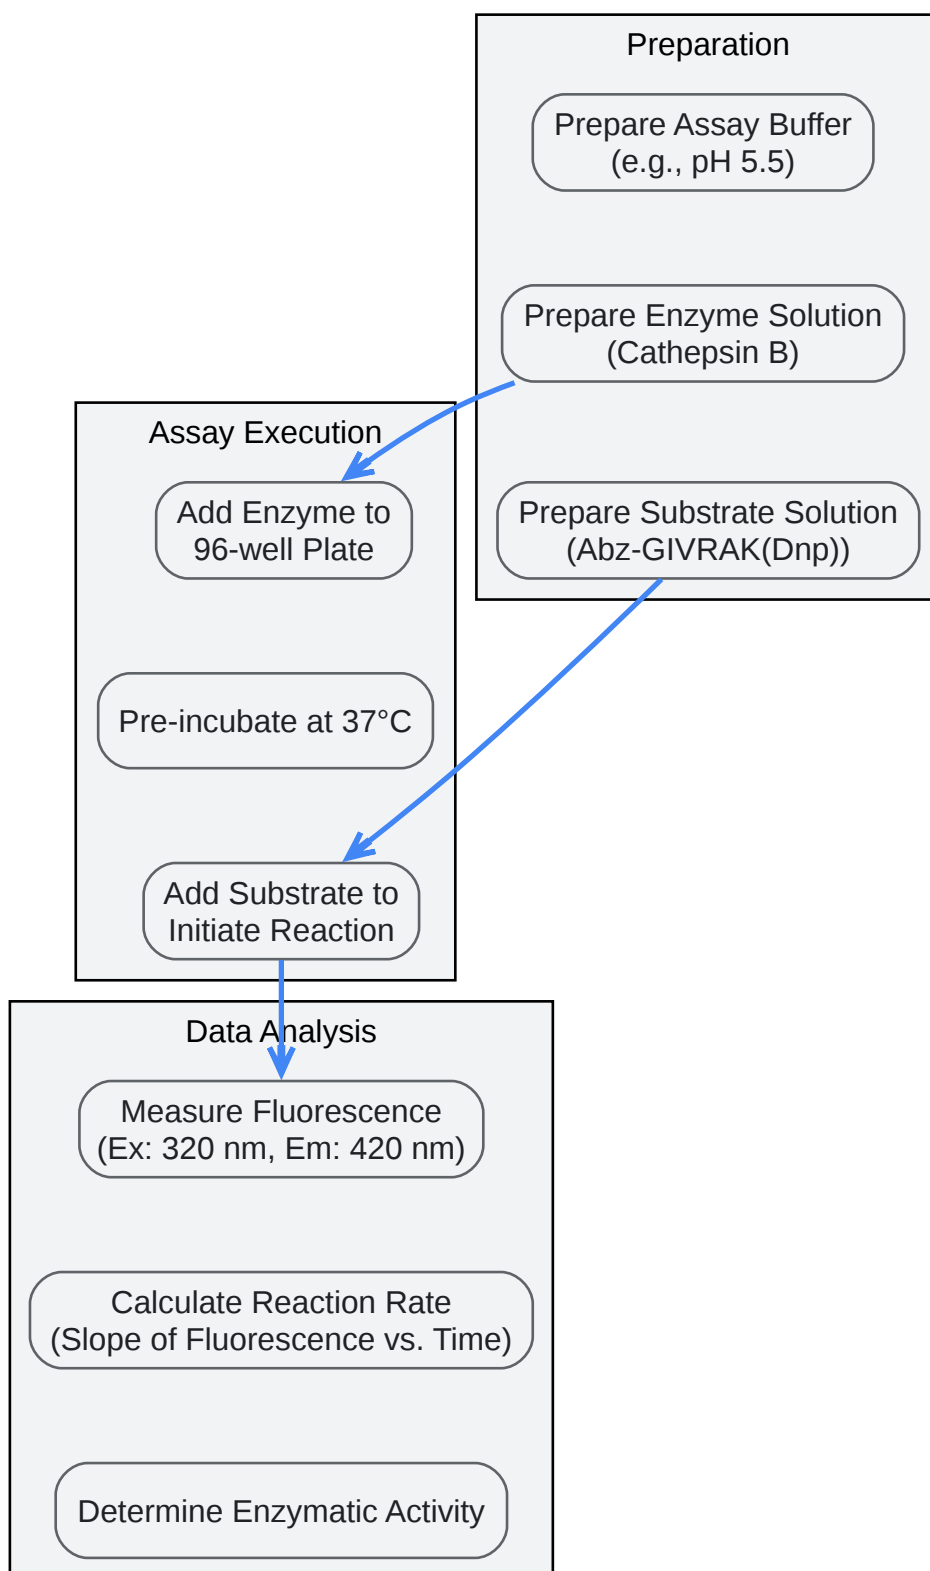 Preparation
Prepare Assay Buffer
(e.g., pH 5.5)
Prepare Enzyme Solution
(Cathepsin B)
Prepare Substrate Solution
(Abz-GIVRAK(Dnp))
Assay Execution
Add Enzyme to
96-well Plate
Pre-incubate at 37°C
Add Substrate to
Initiate Reaction
Data Analysis
Measure Fluorescence
(Ex: 320 nm, Em: 420 nm)
Calculate Reaction Rate
(Slope of Fluorescence vs. Time)
Determine Enzymatic Activity